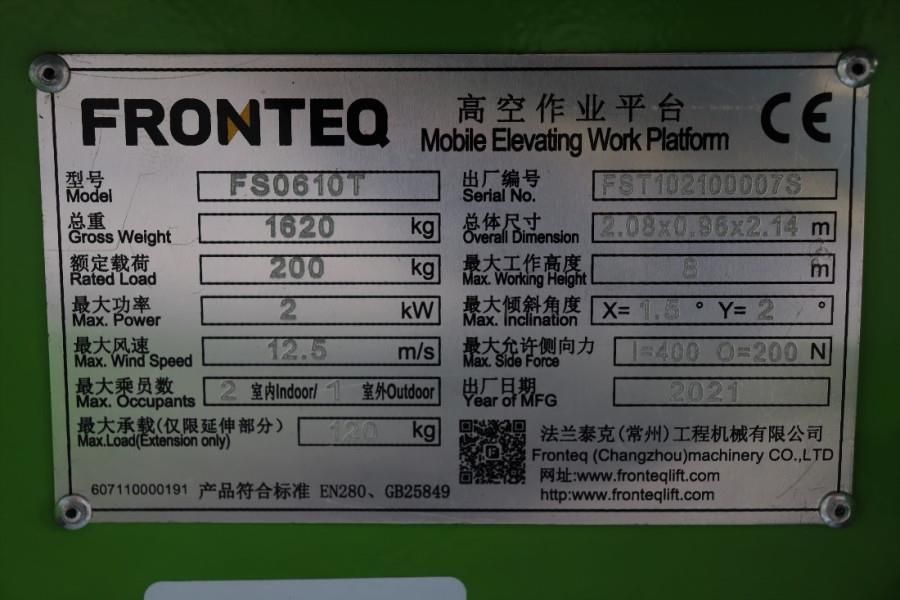 FRONTEQ
高空作业平台
Mobile Elevating Work Platform
CE
型号 FS0610T 出厂编号 FST102100007S
Model Serial No.
总重 1620 kg 总体尺寸 2.08x0.96x2.14 m
Gross Weight Overall Dimension
额定载荷 200 kg 最大工作高度 8 m
Rated Load Max. Working Height
最大功率 2 kW 最大倾斜角度 X= 1.5 ° Y= 2 °
Max. Power Max. Inclination
最大风速 12.5 m/s 最大允许侧向力 I=400 O=200 N
Max. Wind Speed Max. Side Force
最大乘员数 2 室内Indoor/ 1 室外Outdoor 出厂日期 2021
Max. Occupants Year of MFG
最大承载(仅限延伸部分) 120 kg 法兰泰克(常州)工程机械有限公司
Max.Load(Extension only) Fronteq (Changzhou)machinery CO.,LTD
网址:www.fronteqlift.com
607110000191 产品符合标准 EN280、GB25849 http:www.fronteqlift.com